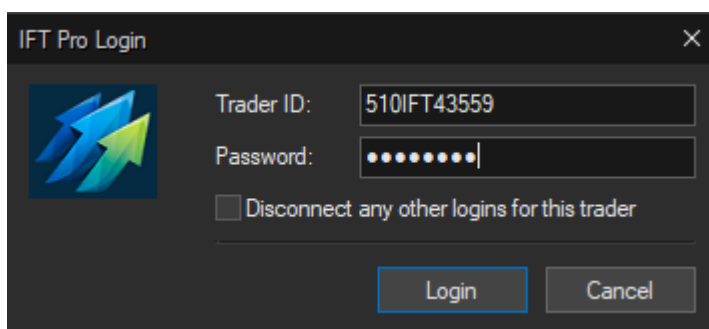 IFT Pro Login
Trader ID: 510IFT43559
Password: ●●●●●●●●
Disconnect any other logins for this trader
Login Cancel